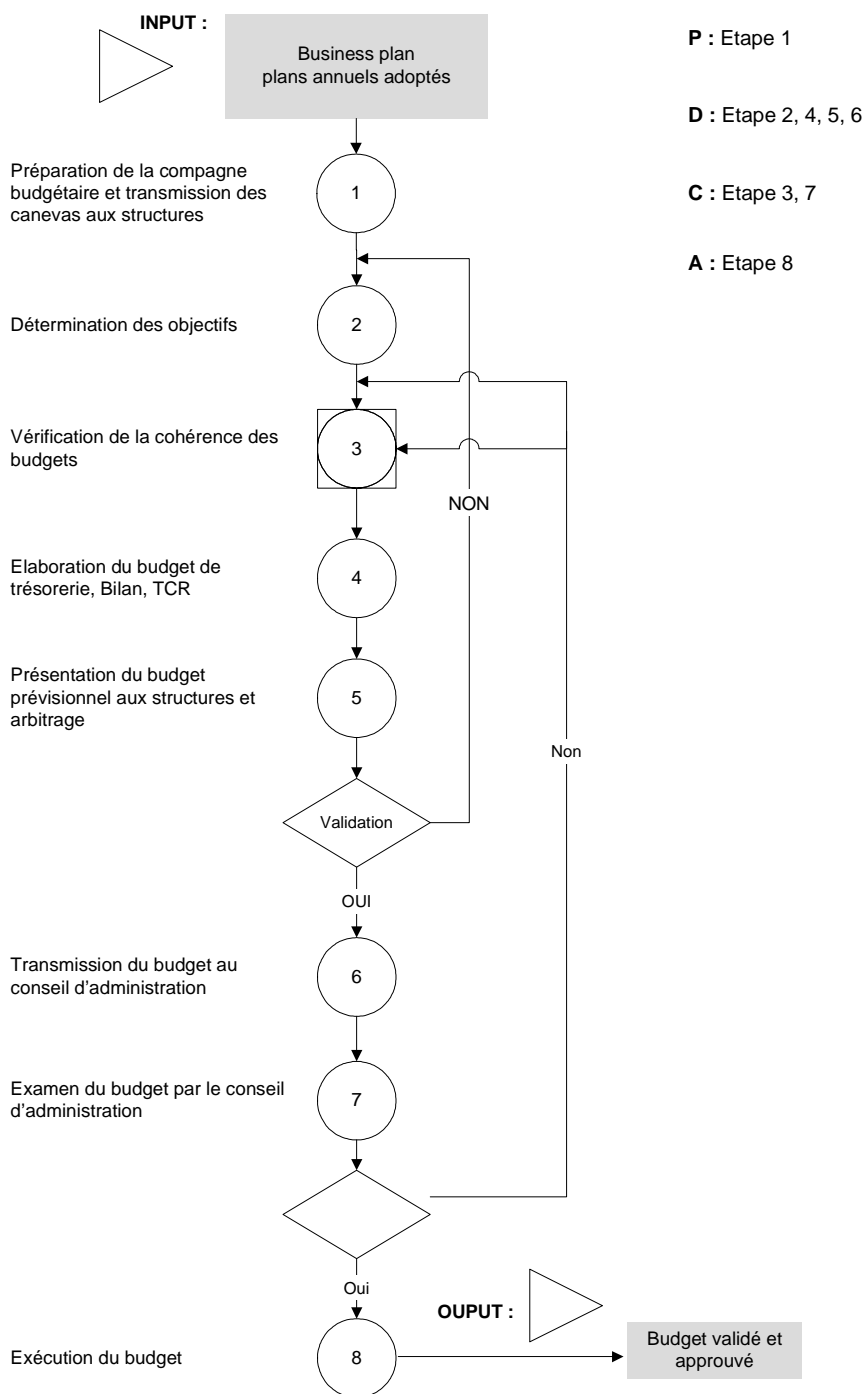 INPUT :
Business plan
plans annuels adoptés
P : Etape 1
D : Etape 2, 4, 5, 6
C : Etape 3, 7
A : Etape 8
Préparation de la compagne
budgétaire et transmission des
canevas aux structures
1
Détermination des objectifs
2
Vérification de la cohérence des
budgets
3
NON
Elaboration du budget de
trésorerie, Bilan, TCR
4
Présentation du budget
prévisionnel aux structures et
arbitrage
5
Non
Validation
OUI
Transmission du budget au
conseil d'administration
6
Examen du budget par le conseil
d'administration
7
Oui
OUPUT :
Exécution du budget
8
Budget validé et
approuvé